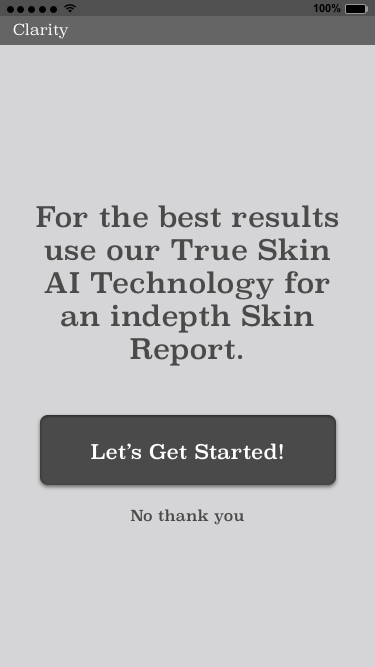 100%
Clarity
For the best results
use our True Skin
AI Technology for
an indepth Skin
Report.
Let's Get Started!
No thank you